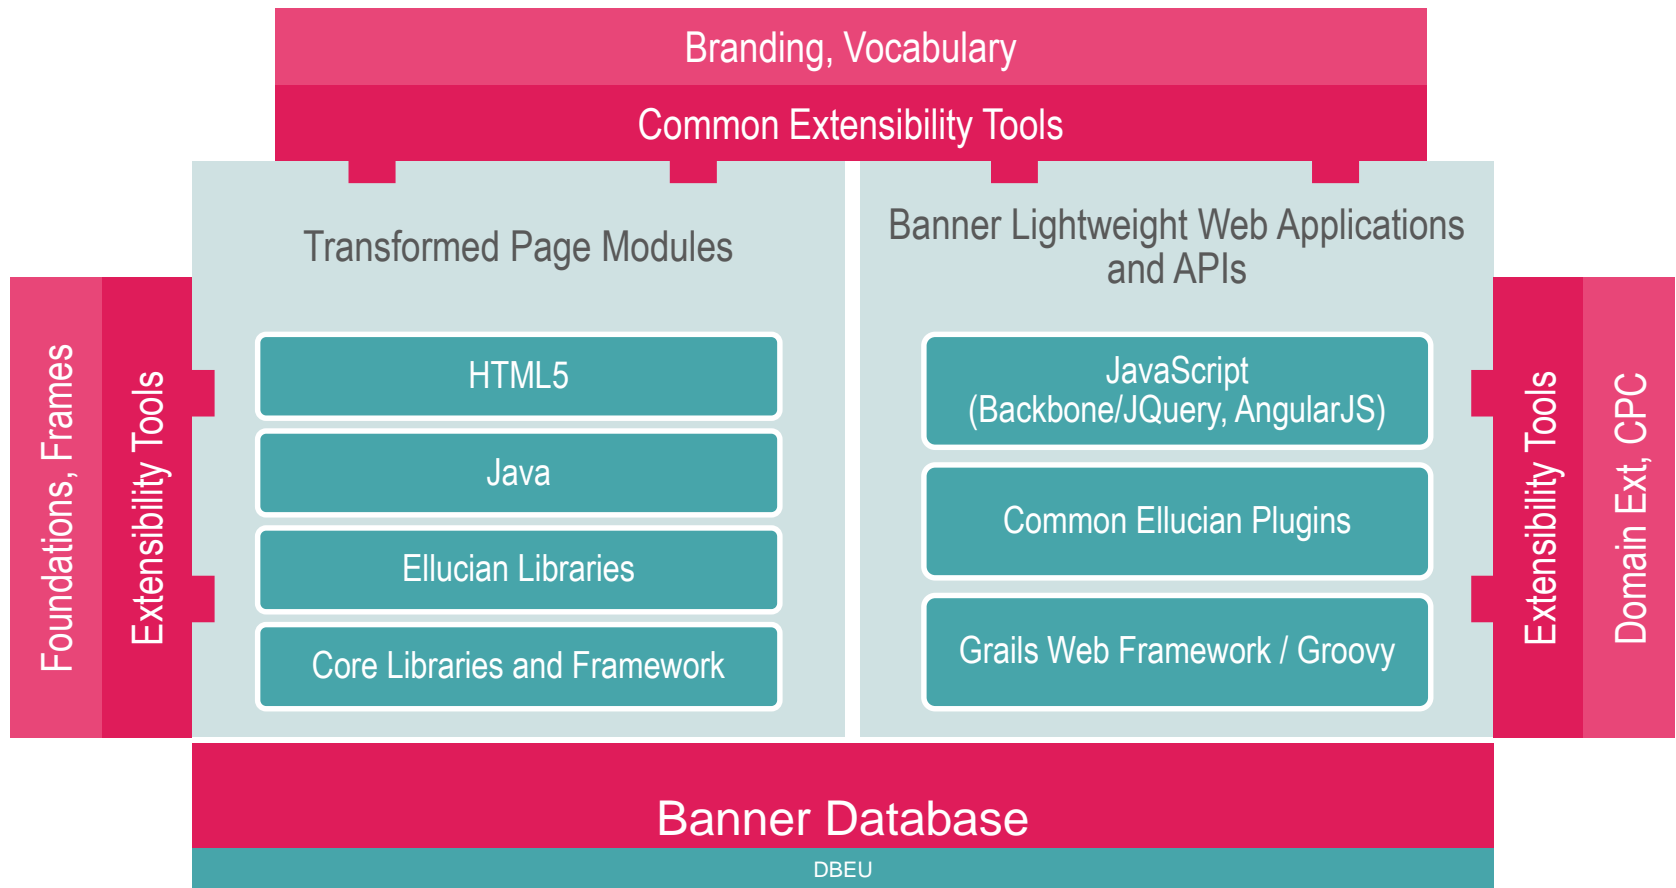 Branding, Vocabulary
Common Extensibility Tools
Foundations, Frames
Extensibility Tools
Transformed Page Modules
HTML5
Java
Ellucian Libraries
Core Libraries and Framework
Banner Lightweight Web Applications
and APIs
JavaScript
(Backbone/JQuery, AngularJS)
Common Ellucian Plugins
Grails Web Framework / Groovy
Extensibility Tools
Domain Ext, CPC
Banner Database
DBEU